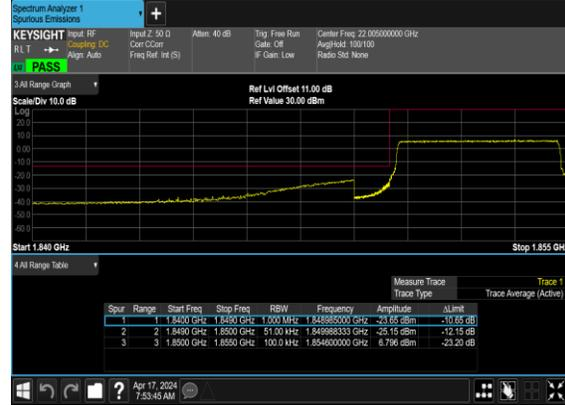 Spectrum Analyzer 1
Spurious Emissions
KEYSIGHT Input: RF Input Z: 50 Ω Atten: 40 dB Trig: Free Run Center Freq: 22.005000000 GHz
RLT Coupling: DC Corr CCorr Gate: Off Avg|Hold: 100/100
Align: Auto Freq Ref: Int (S) IF Gain: Low Radio Std: None
PASS
3 All Range Graph Ref Lvl Offset 11.00 dB
Scale/Div 10.0 dB Ref Value 30.00 dBm
Log
20.0
10.0
0.00
-10.0
-20.0
-30.0
-40.0
-50.0
-60.0
Start 1.840 GHz Stop 1.855 GH
4 All Range Table
Measure Trace Trace 1
Trace Type Trace Average (Active)
Spur Range Start Freq Stop Freq RBW Frequency Amplitude ΔLimit
1 1 1.8400 GHz 1.8490 GHz 1.000 MHz 1.848985000 GHz -23.65 dBm -10.65 dB
2 2 1.8490 GHz 1.8500 GHz 51.00 kHz 1.849988333 GHz -25.15 dBm -12.15 dB
3 3 1.8500 GHz 1.8550 GHz 100.0 kHz 1.854600000 GHz 6.796 dBm -23.20 dB
? Apr 17, 2024
7:53:45 AM